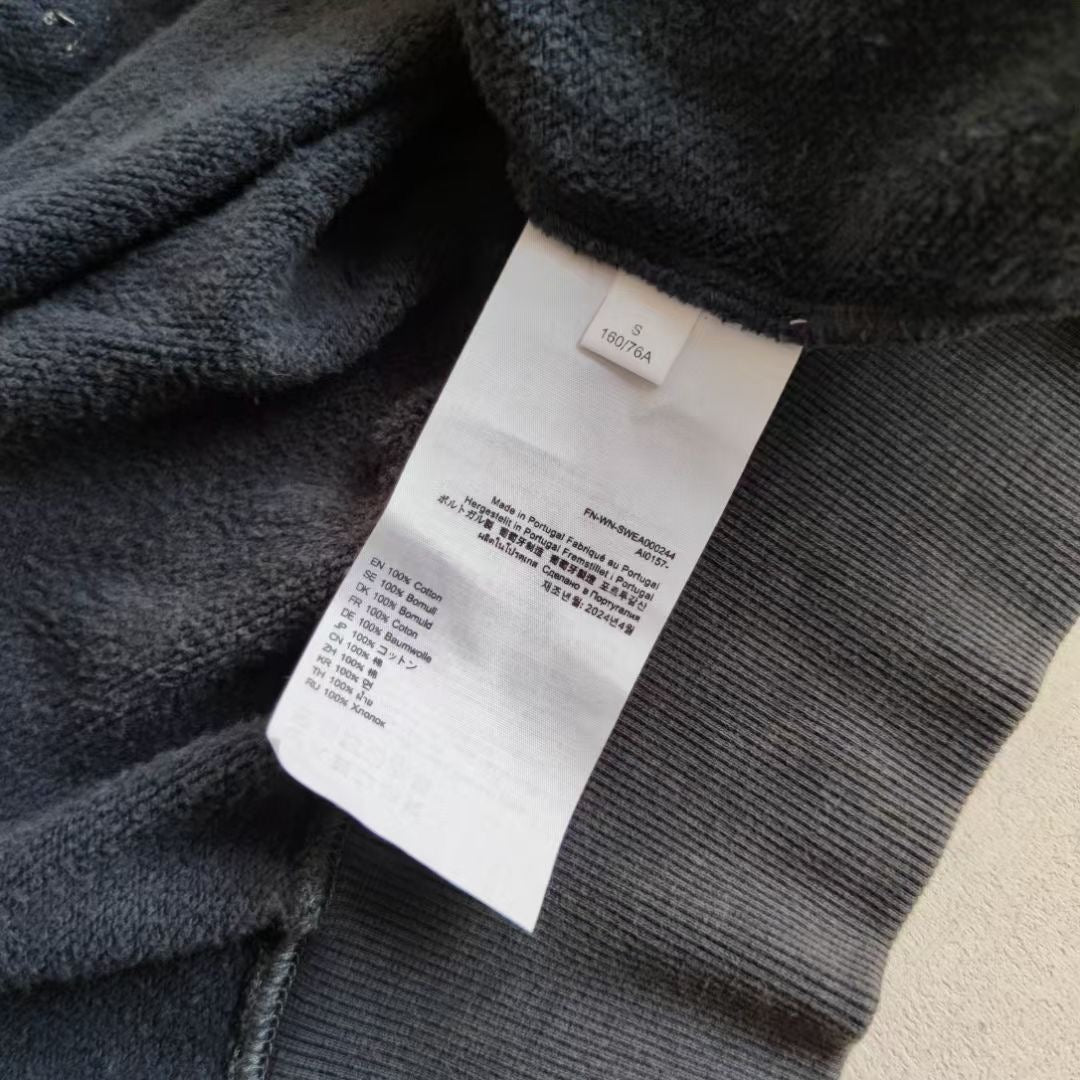 S
160/76A
FN-WN-SWEA000244
AI0157-
Made in Portugal Fabriqué au Portugal
Hergestellt in Portugal Fremstillet i Portugal
ポルトガル製 葡萄牙制造 葡萄牙製造 포르투갈산
ผลิตในโปรตุเกส Сделано в Португалии
제조년월: 2024년4월
EN 100% Cotton
SE 100% Bomull
DK 100% Bomuld
FR 100% Coton
DE 100% Baumwolle
JP 100% コットン
CN 100% 棉
ZH 100% 棉
KR 100% 면
TH 100% ฝ้าย
RU 100% Хлопок